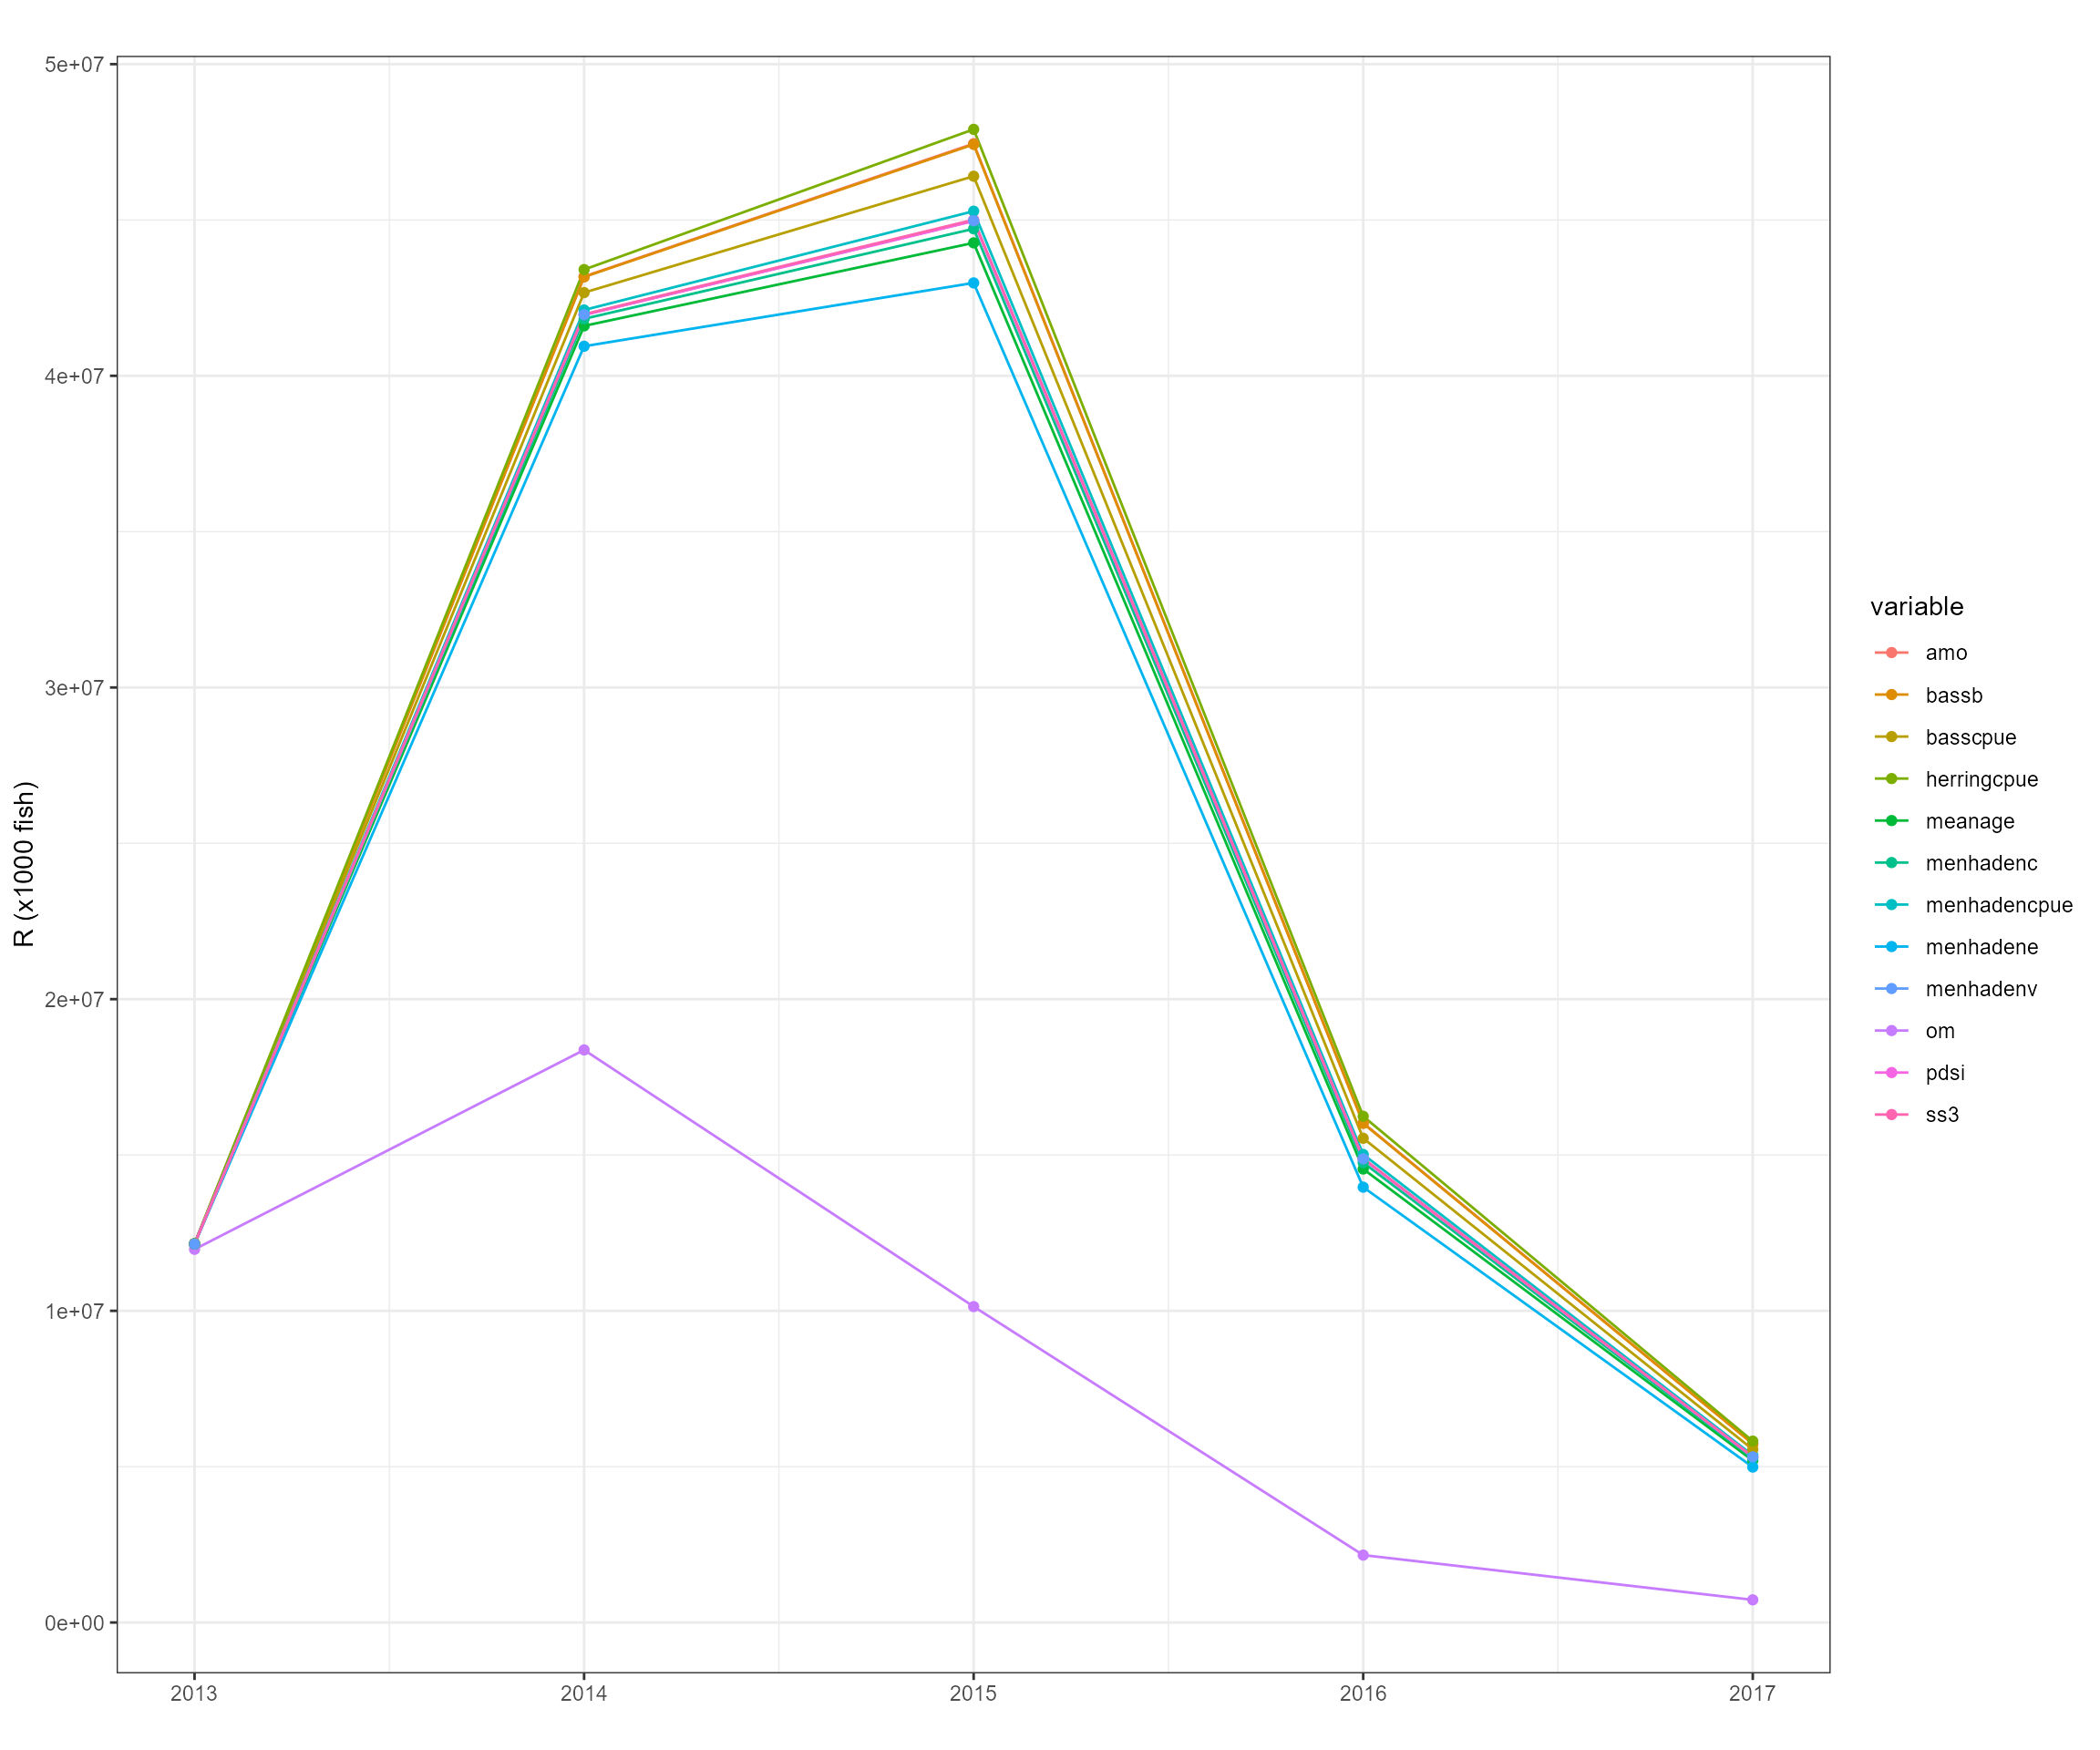 5e+07
4e+07
3e+07
2e+07
1e+07
0e+00
R (x1000 fish)
2013 2014 2015 2016 2017
variable
amo
bassb
basscpue
herringcpue
meanage
menhadenc
menhadencpue
menhadene
menhadenv
om
pdsi
ss3